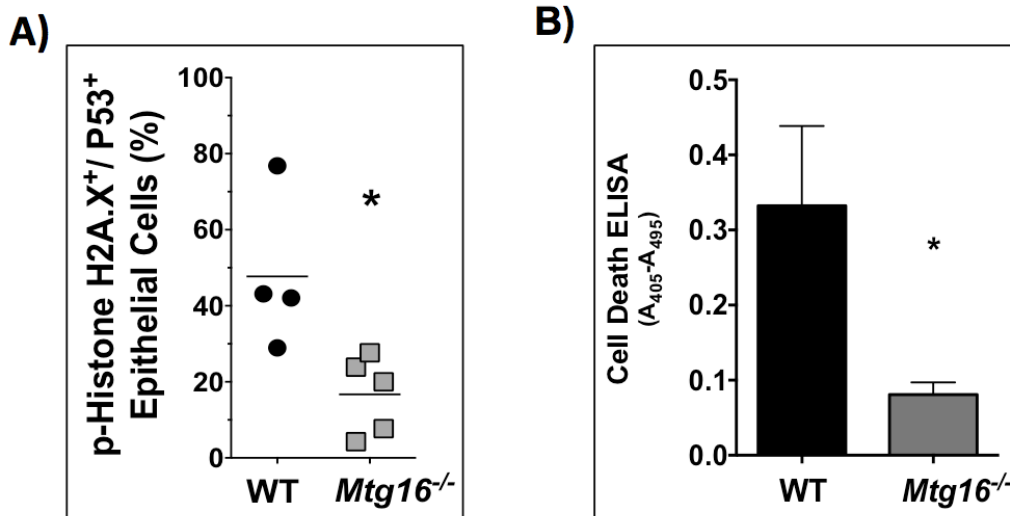 A)
p-Histone H2A.X⁺/ P53⁺
Epithelial Cells (%)
100
80
60
40
20
0
*
WT
Mtg16⁻/⁻
B)
Cell Death ELISA
(A₄₀₅-A₄₉₅)
0.5
0.4
0.3
0.2
0.1
0.0
*
WT
Mtg16⁻/⁻